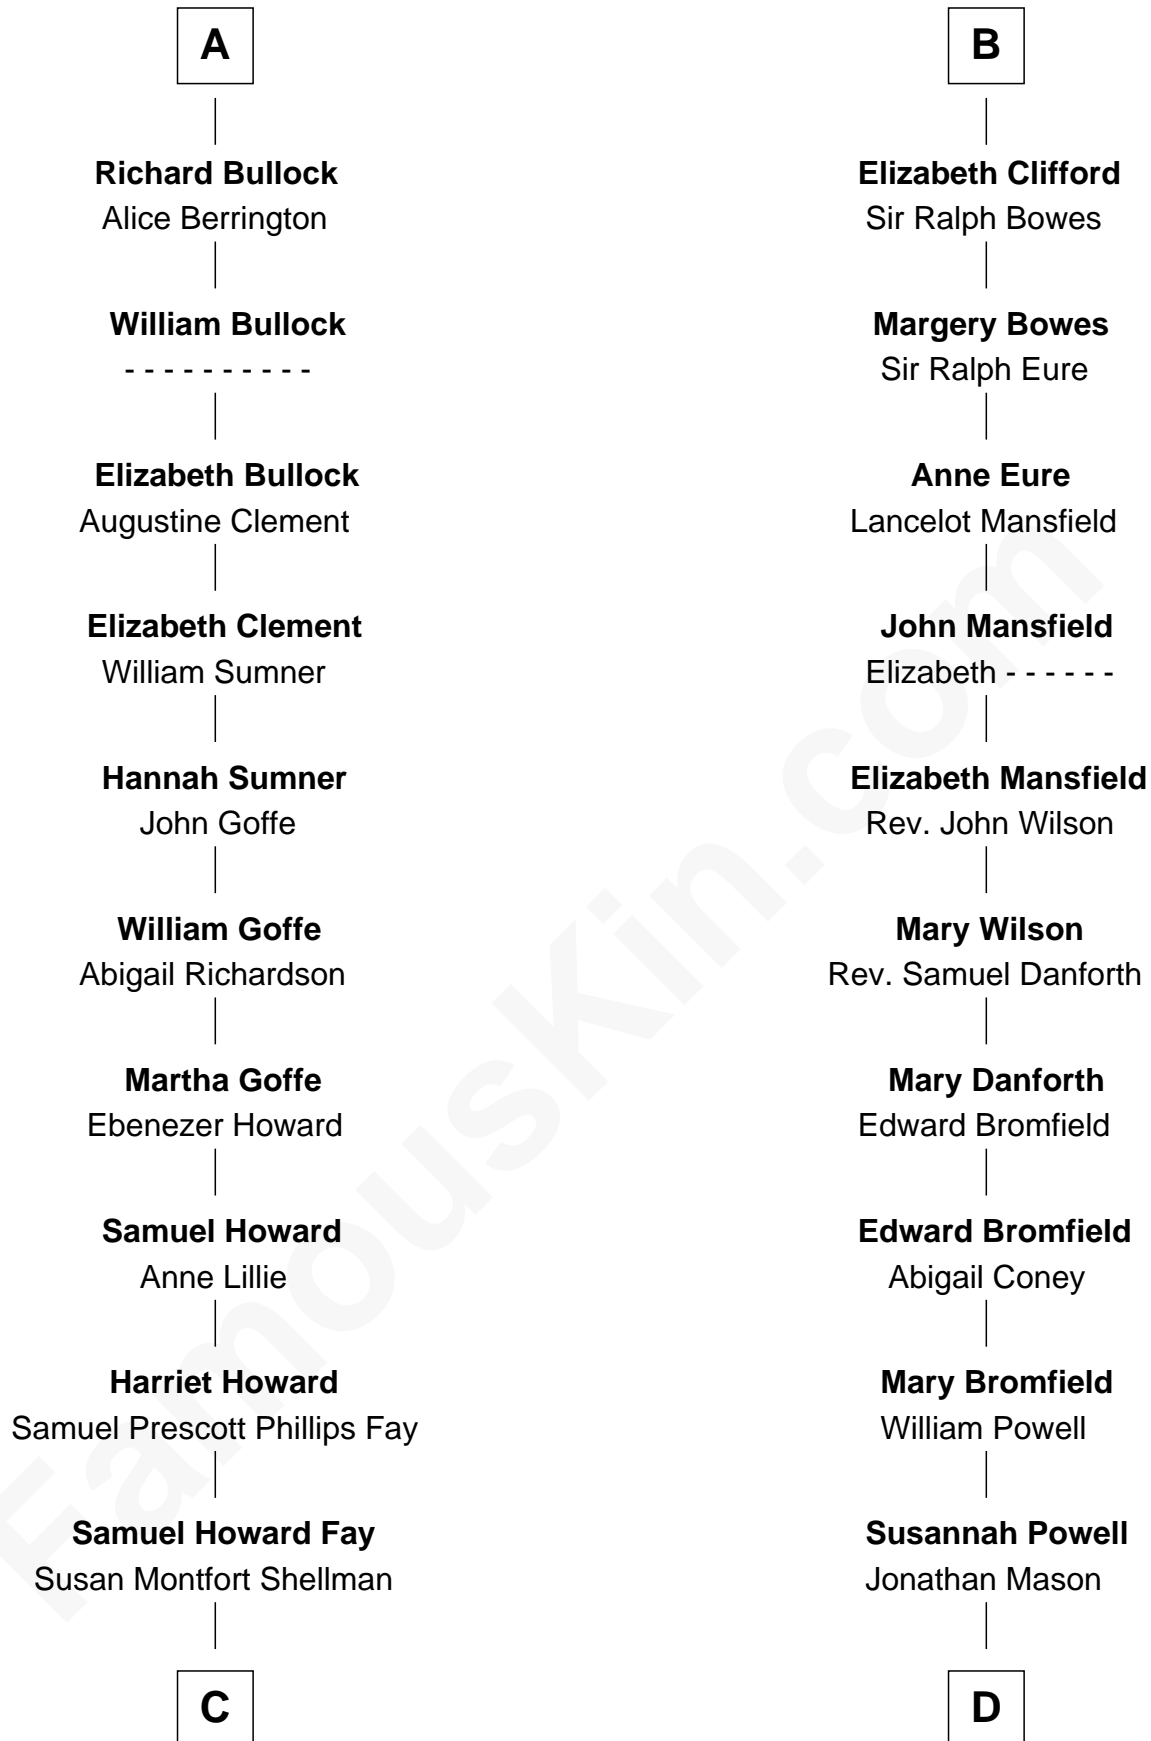 A
Richard Bullock
Alice Berrington
William Bullock
- - - - - - - - - -
Elizabeth Bullock
Augustine Clement
Elizabeth Clement
William Sumner
Hannah Sumner
John Goffe
William Goffe
Abigail Richardson
Martha Goffe
Ebenezer Howard
Samuel Howard
Anne Lillie
Harriet Howard
Samuel Prescott Phillips Fay
Samuel Howard Fay
Susan Montfort Shellman
C
B
Elizabeth Clifford
Sir Ralph Bowes
Margery Bowes
Sir Ralph Eure
Anne Eure
Lancelot Mansfield
John Mansfield
Elizabeth - - - - - -
Elizabeth Mansfield
Rev. John Wilson
Mary Wilson
Rev. Samuel Danforth
Mary Danforth
Edward Bromfield
Edward Bromfield
Abigail Coney
Mary Bromfield
William Powell
Susannah Powell
Jonathan Mason
D
FamousKin.com